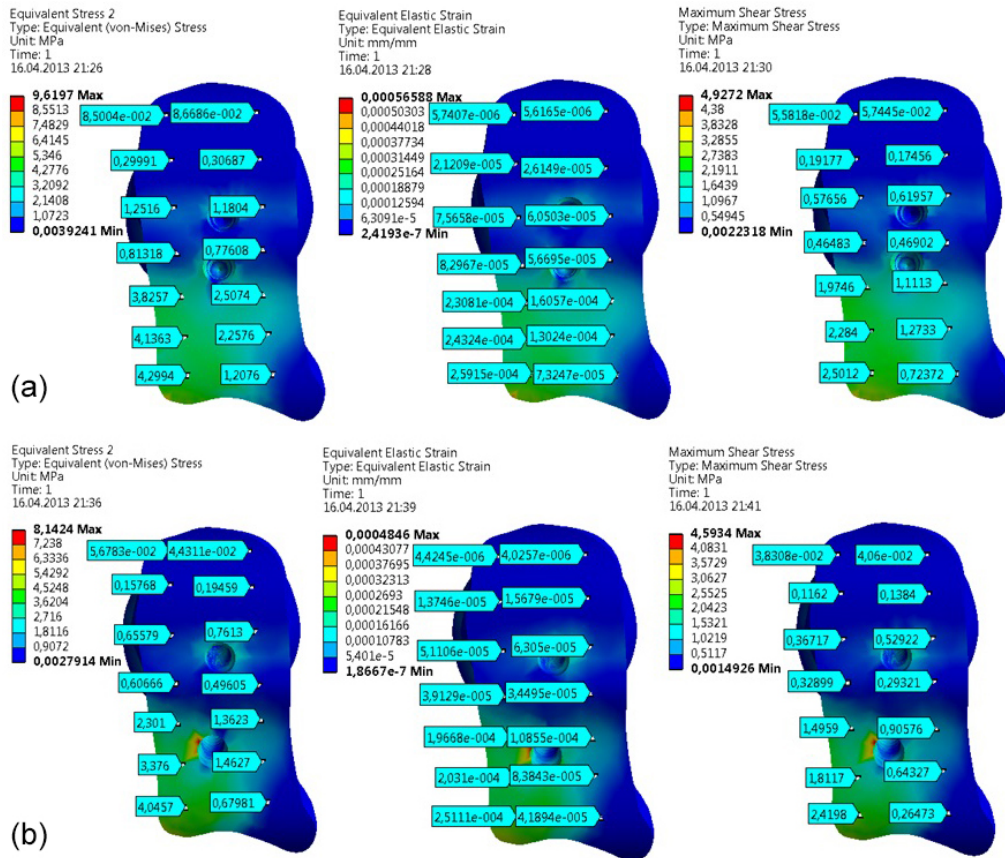 Equivalent Stress 2
Type: Equivalent (von-Mises) Stress
Unit: MPa
Time: 1
16.04.2013 21:26
9,6197 Max
8,5513
7,4829
6,4145
5,346
4,2776
3,2092
2,1408
1,0723
0,0039241 Min
8,5004e-002 8,6686e-002
0,29991 0,30687
1,2516 1,1804
0,81318 0,77608
3,8257 2,5074
4,1363 2,2576
4,2994 1,2076
Equivalent Elastic Strain
Type: Equivalent Elastic Strain
Unit: mm/mm
Time: 1
16.04.2013 21:28
0,00056588 Max
0,00050303
0,00044018
0,00037734
0,00031449
0,00025164
0,00018879
0,00012594
6,3091e-5
2,4193e-7 Min
5,7407e-006 5,6165e-006
2,1209e-005 2,6149e-005
7,5658e-005 6,0503e-005
8,2967e-005 5,6695e-005
2,3081e-004 1,6057e-004
2,4324e-004 1,3024e-004
2,5915e-004 7,3247e-005
Maximum Shear Stress
Type: Maximum Shear Stress
Unit: MPa
Time: 1
16.04.2013 21:30
4,9272 Max
4,38
3,8328
3,2855
2,7383
2,1911
1,6439
1,0967
0,54945
0,0022318 Min
5,5818e-002 5,7445e-002
0,19177 0,17456
0,57656 0,61957
0,46483 0,46902
1,9746 1,1113
2,284 1,2733
2,5012 0,72372
(a)
Equivalent Stress 2
Type: Equivalent (von-Mises) Stress
Unit: MPa
Time: 1
16.04.2013 21:36
8,1424 Max
7,238
6,3336
5,4292
4,5248
3,6204
2,716
1,8116
0,9072
0,0027914 Min
5,6783e-002 4,4311e-002
0,15768 0,19459
0,65579 0,7613
0,60666 0,49605
2,301 1,3623
3,376 1,4627
4,0457 0,67981
Equivalent Elastic Strain
Type: Equivalent Elastic Strain
Unit: mm/mm
Time: 1
16.04.2013 21:39
0,0004846 Max
0,00043077
0,00037695
0,00032313
0,0002693
0,00021548
0,00016166
0,00010783
5,401e-5
1,8667e-7 Min
4,4245e-006 4,0257e-006
1,3746e-005 1,5679e-005
5,1106e-005 6,305e-005
3,9129e-005 3,4495e-005
1,9668e-004 1,0855e-004
2,031e-004 8,3843e-005
2,5111e-004 4,1894e-005
Maximum Shear Stress
Type: Maximum Shear Stress
Unit: MPa
Time: 1
16.04.2013 21:41
4,5934 Max
4,0831
3,5729
3,0627
2,5525
2,0423
1,5321
1,0219
0,5117
0,0014926 Min
3,8308e-002 4,06e-002
0,1162 0,1384
0,36717 0,52922
0,32899 0,29321
1,4959 0,90576
1,8117 0,64327
2,4198 0,26473
(b)